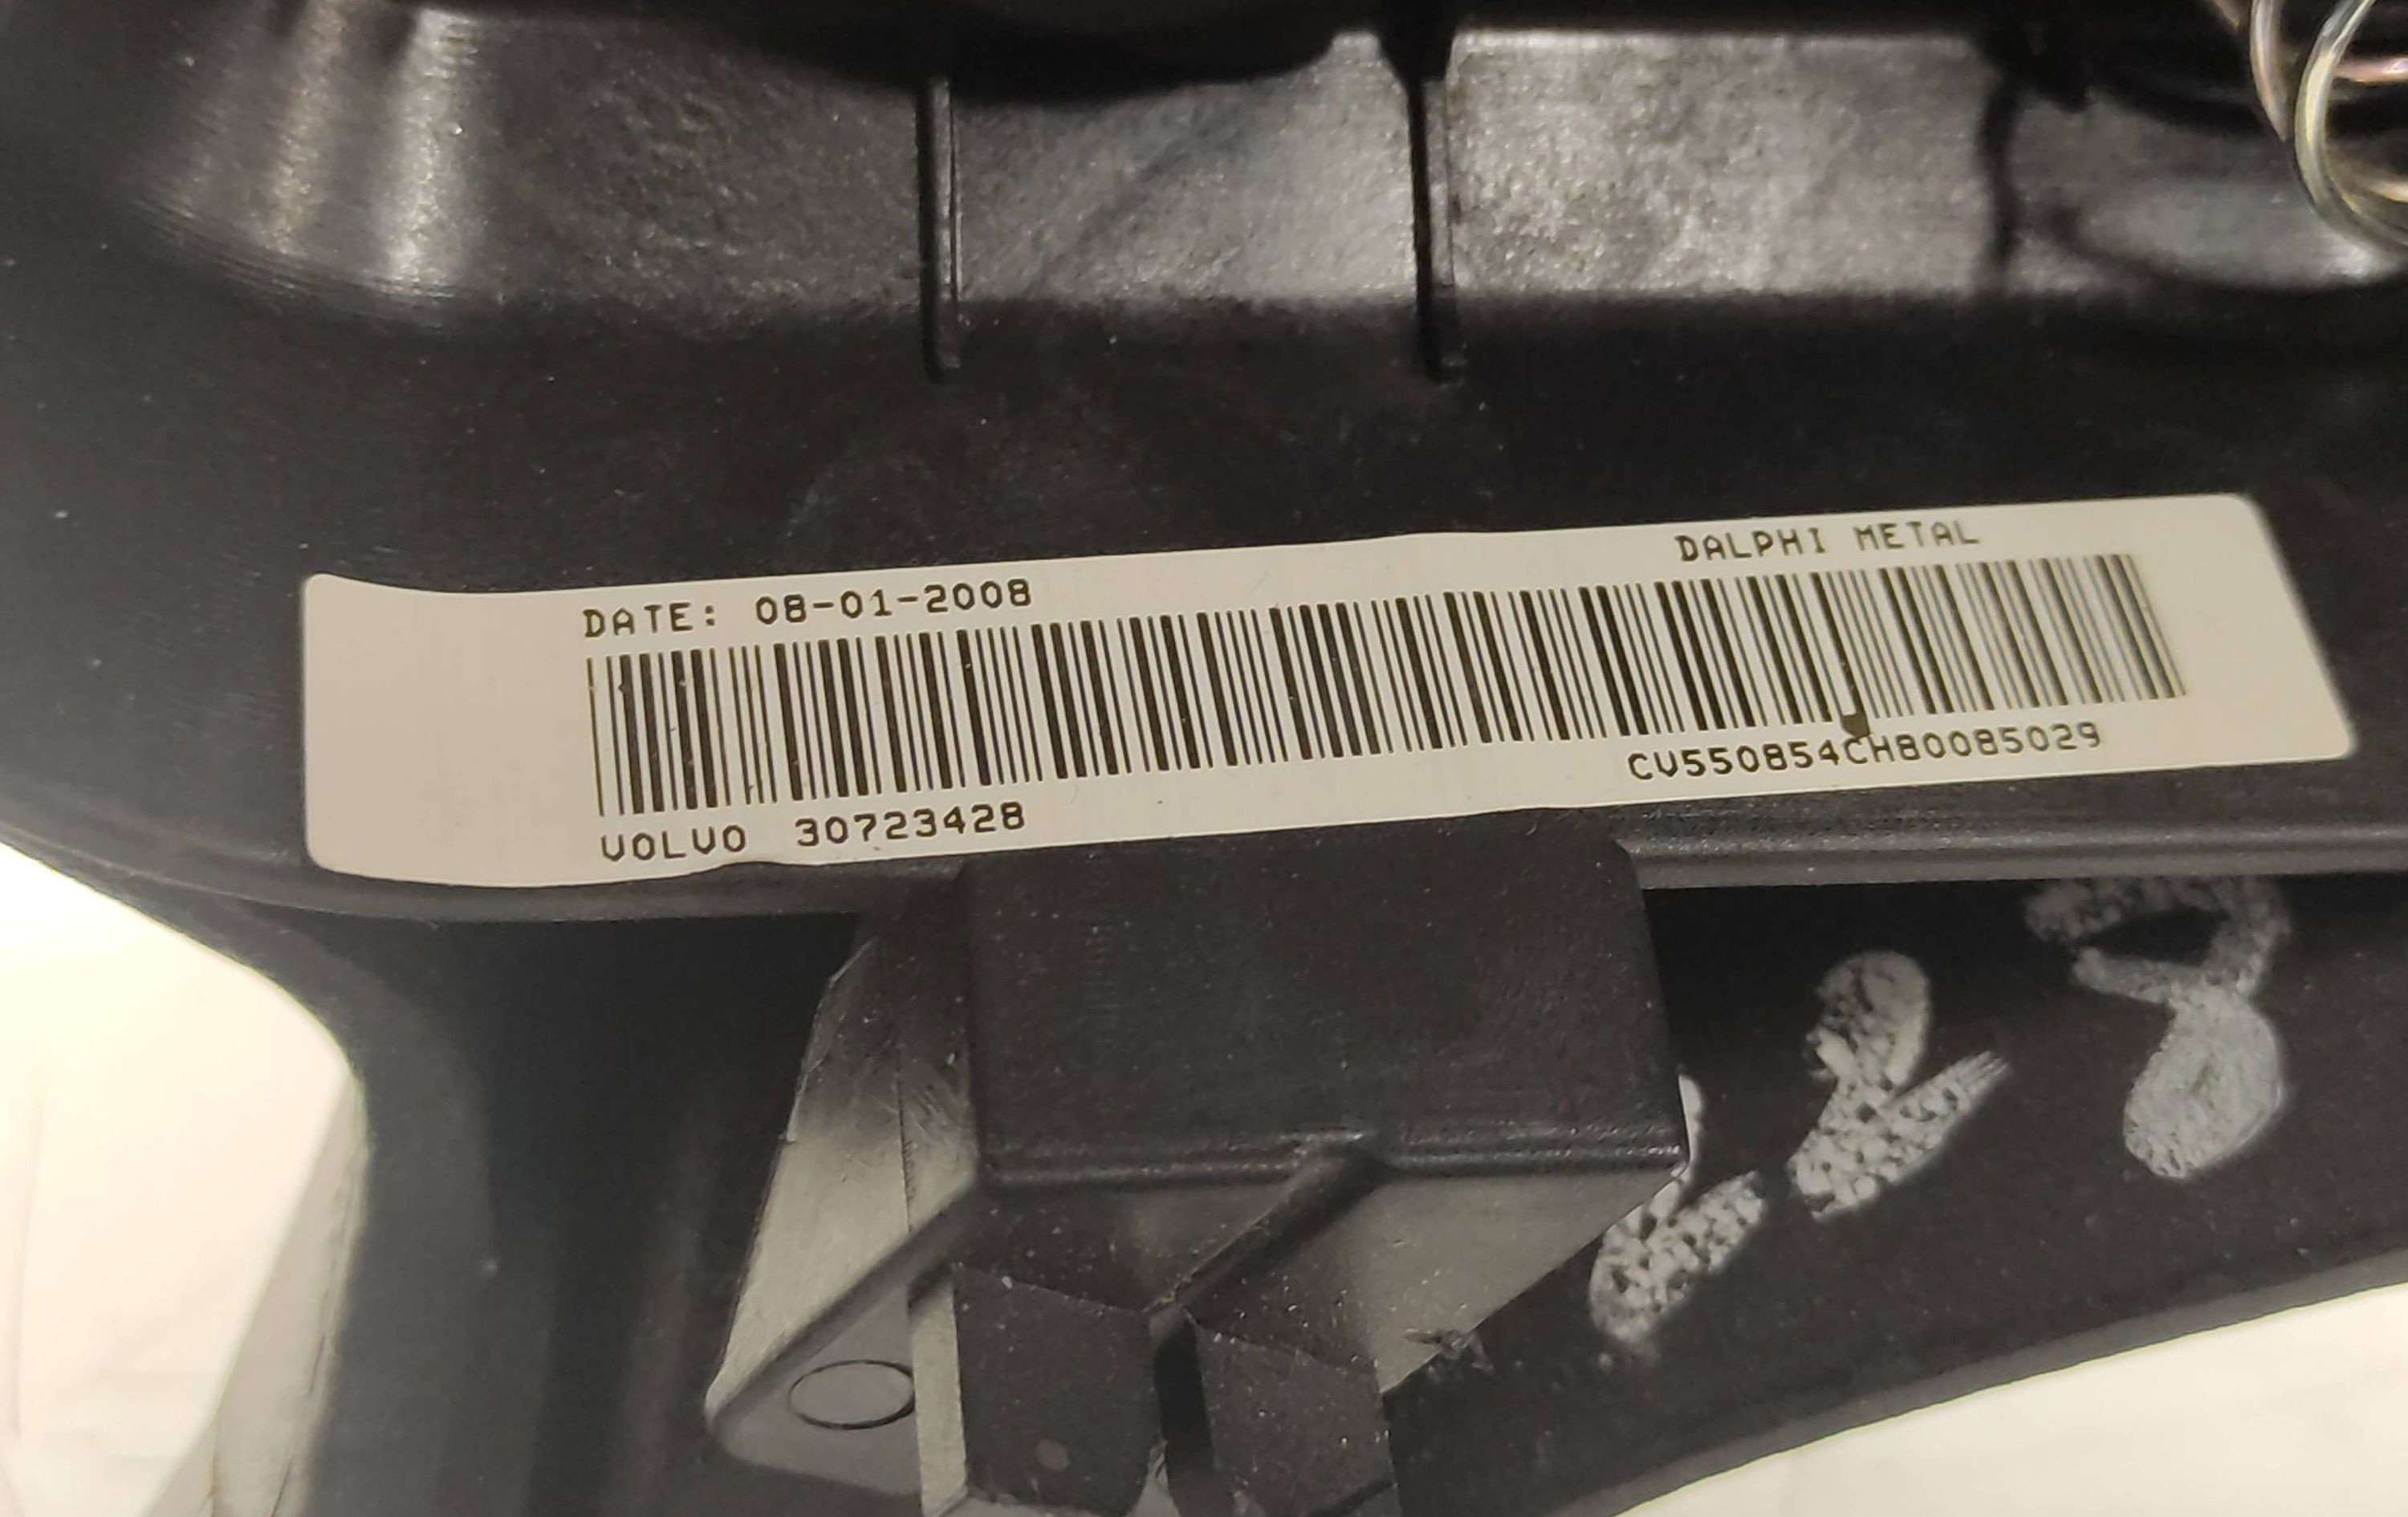 DATE: 08-01-2008
DALPHI METAL
VOLVO 30723428
CV550854CH80085029